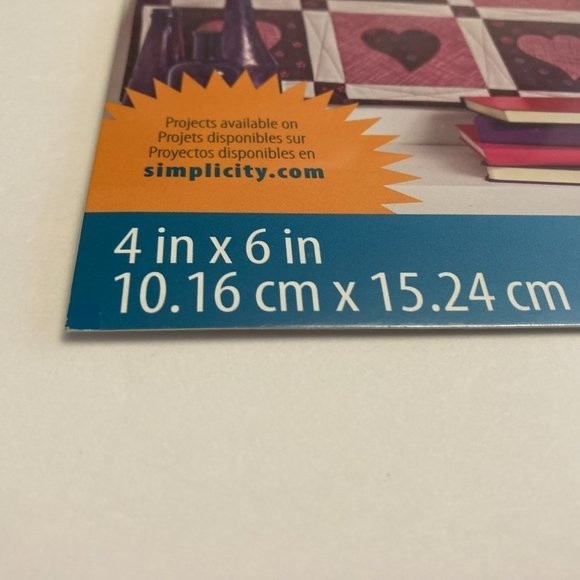 Projects available on
Projets disponibles sur
Proyectos disponibles en
simplicity.com
4 in x 6 in
10.16 cm x 15.24 cm